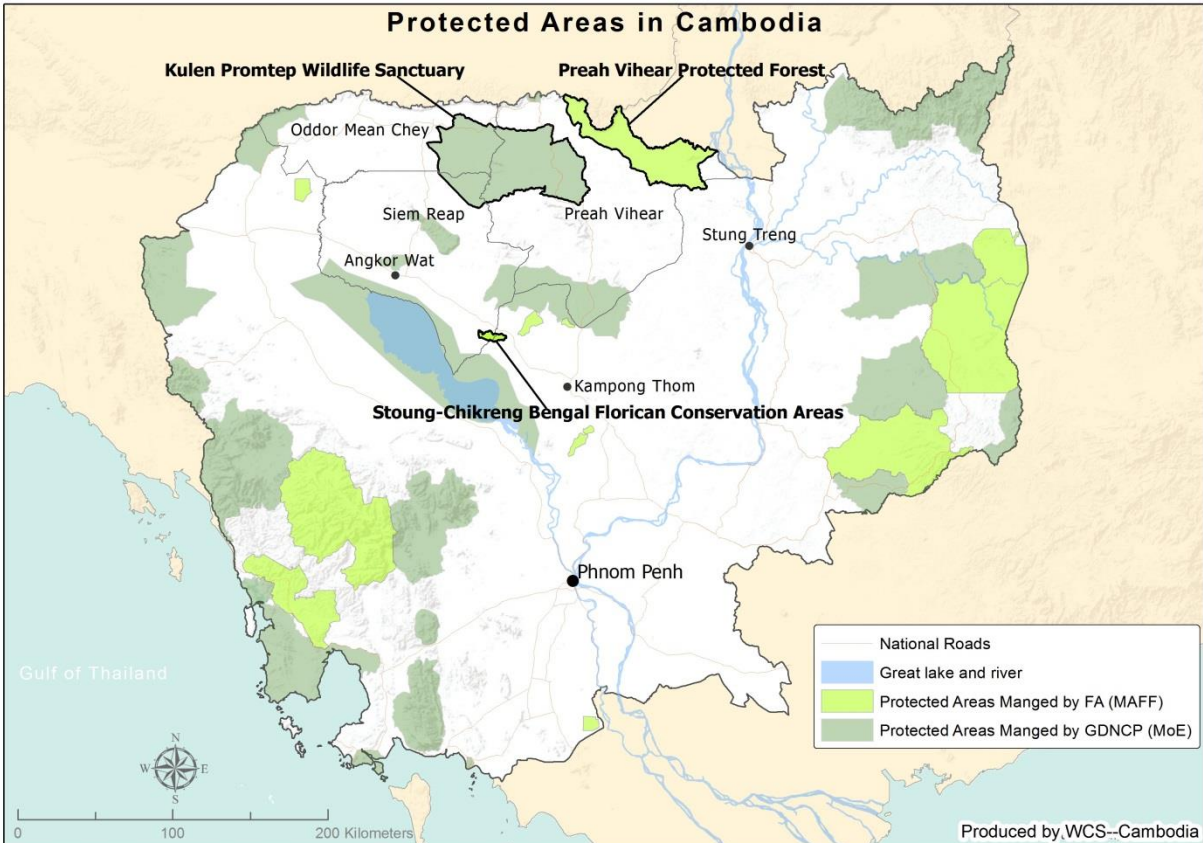 Protected Areas in Cambodia
Kulen Promtep Wildlife Sanctuary
Preah Vihear Protected Forest
Oddor Mean Chey
Siem Reap
Preah Vihear
Stung Treng
Angkor Wat
Kampong Thom
Stoung-Chikreng Bengal Florican Conservation Areas
Phnom Penh
Gulf of Thailand
National Roads
Great lake and river
Protected Areas Manged by FA (MAFF)
Protected Areas Manged by GDNCP (MoE)
N
W E
S
0 100 200 Kilometers
Produced by WCS--Cambodia